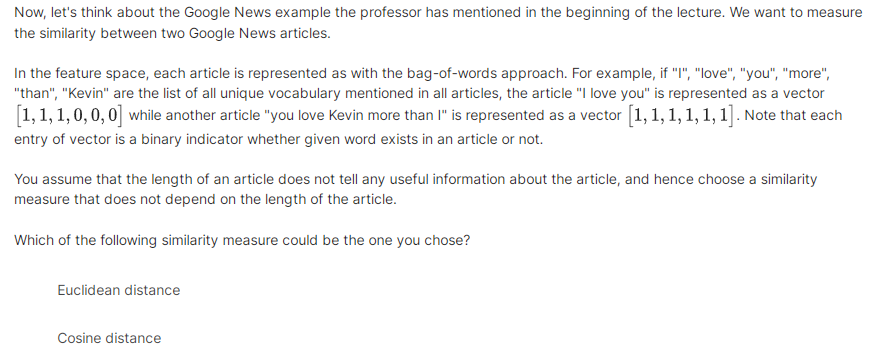 Now, let's think about the Google News example the professor has mentioned in the beginning of the lecture. We want to measure
the similarity between two Google News articles.
In the feature space, each article is represented as with the bag-of-words approach. For example, if "I", "love", "you", "more",
"than", "Kevin" are the list of all unique vocabulary mentioned in all articles, the article "I love you" is represented as a vector
[1, 1, 1, 0, 0, 0] while another article "you love Kevin more than I" is represented as a vector [1, 1, 1, 1, 1, 1]. Note that each
entry of vector is a binary indicator whether given word exists in an article or not.
You assume that the length of an article does not tell any useful information about the article, and hence choose a similarity
measure that does not depend on the length of the article.
Which of the following similarity measure could be the one you chose?
Euclidean distance
Cosine distance